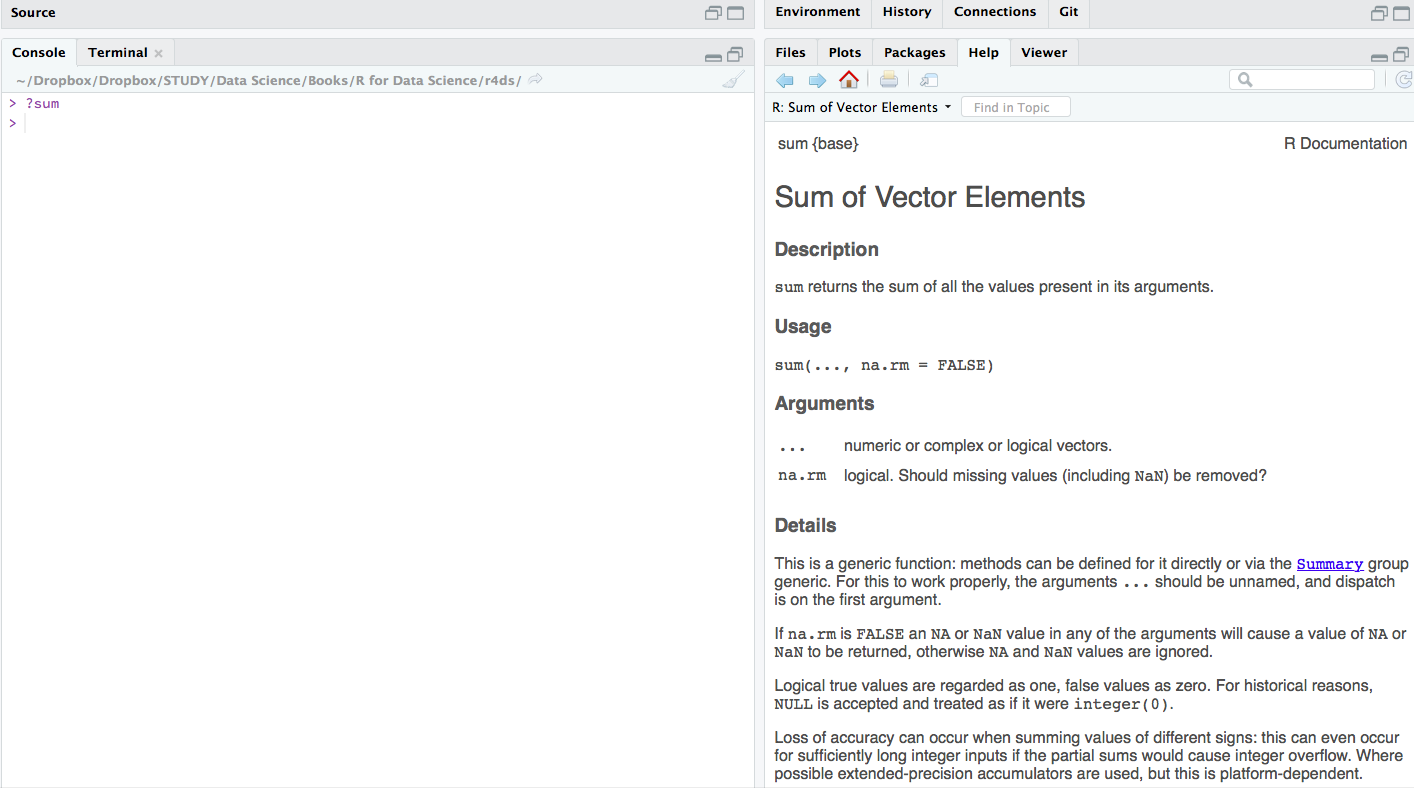 Source
Console Terminal
~/Dropbox/Dropbox/STUDY/Data Science/Books/R for Data Science/r4ds/
> ?sum
>
Environment History Connections Git
Files Plots Packages Help Viewer
R: Sum of Vector Elements Find in Topic
sum {base} R Documentation
Sum of Vector Elements
Description
sum returns the sum of all the values present in its arguments.
Usage
sum(..., na.rm = FALSE)
Arguments
... numeric or complex or logical vectors.
na.rm logical. Should missing values (including NaN) be removed?
Details
This is a generic function: methods can be defined for it directly or via the Summary group
generic. For this to work properly, the arguments ... should be unnamed, and dispatch
is on the first argument.
If na.rm is FALSE an NA or NaN value in any of the arguments will cause a value of NA or
NaN to be returned, otherwise NA and NaN values are ignored.
Logical true values are regarded as one, false values as zero. For historical reasons,
NULL is accepted and treated as if it were integer(0).
Loss of accuracy can occur when summing values of different signs: this can even occur
for sufficiently long integer inputs if the partial sums would cause integer overflow. Where
possible extended-precision accumulators are used, but this is platform-dependent.